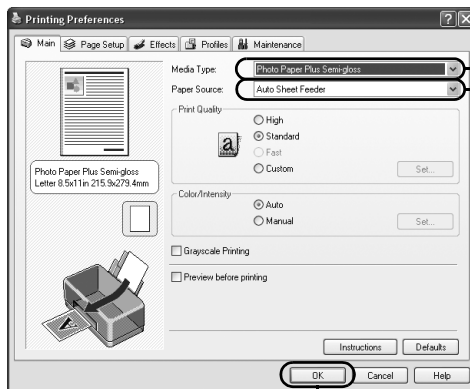 Printing Preferences
Main Page Setup Effects Profiles Maintenance
Media Type: Photo Paper Plus Semi-gloss
Paper Source: Auto Sheet Feeder
Print Quality
High
Standard
Fast
Custom Set...
Photo Paper Plus Semi-gloss
Letter 8.5x11in 215.9x279.4mm
Color/Intensity
Auto
Manual Set...
Grayscale Printing
Preview before printing
Instructions Defaults
OK Cancel Help